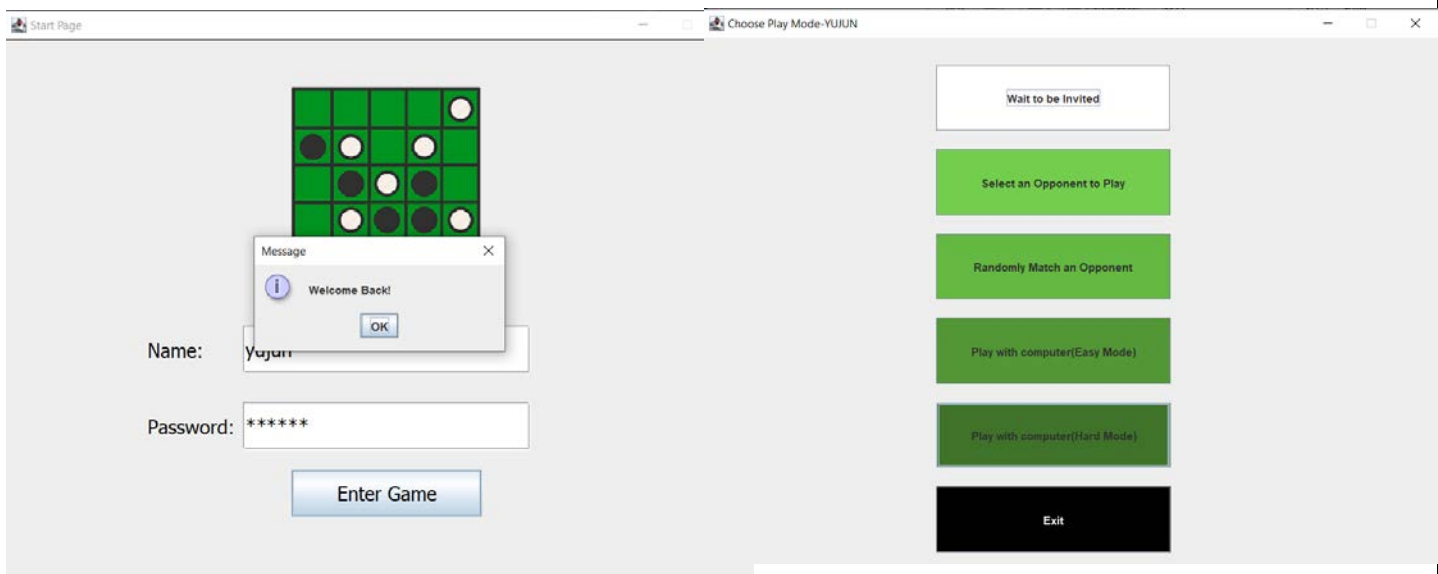 Start Page
Message
Welcome Back!
OK
Name:
yujun
Password:
******
Enter Game
Choose Play Mode-YUJUN
Wait to be Invited
Select an Opponent to Play
Randomly Match an Opponent
Play with computer(Easy Mode)
Play with computer(Hard Mode)
Exit